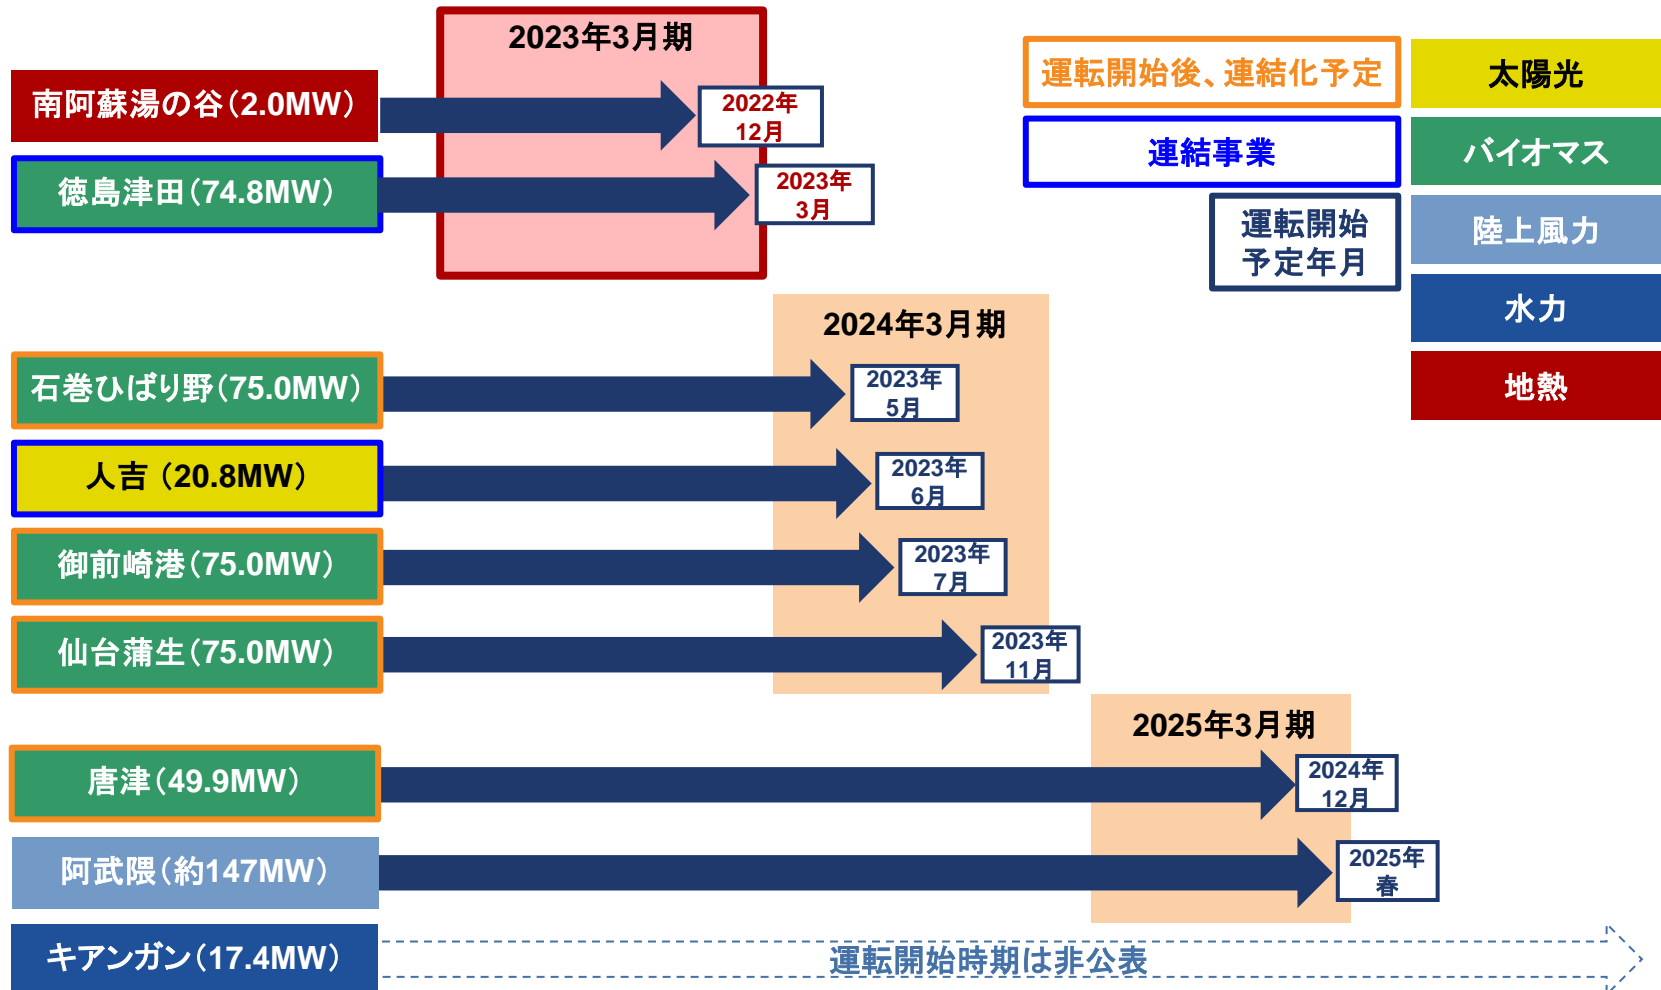 2023年3月期
南阿蘇湯の谷（2.0MW）
2022年
12月
徳島津田（74.8MW）
2023年
3月
運転開始後、連結化予定
連結事業
運転開始
予定年月
太陽光
バイオマス
陸上風力
水力
地熱
2024年3月期
石巻ひばり野（75.0MW）
2023年
5月
人吉（20.8MW）
2023年
6月
御前崎港（75.0MW）
2023年
7月
仙台蒲生（75.0MW）
2023年
11月
2025年3月期
唐津（49.9MW）
2024年
12月
阿武隈（約147MW）
2025年
春
キアンガン（17.4MW）
運転開始時期は非公表